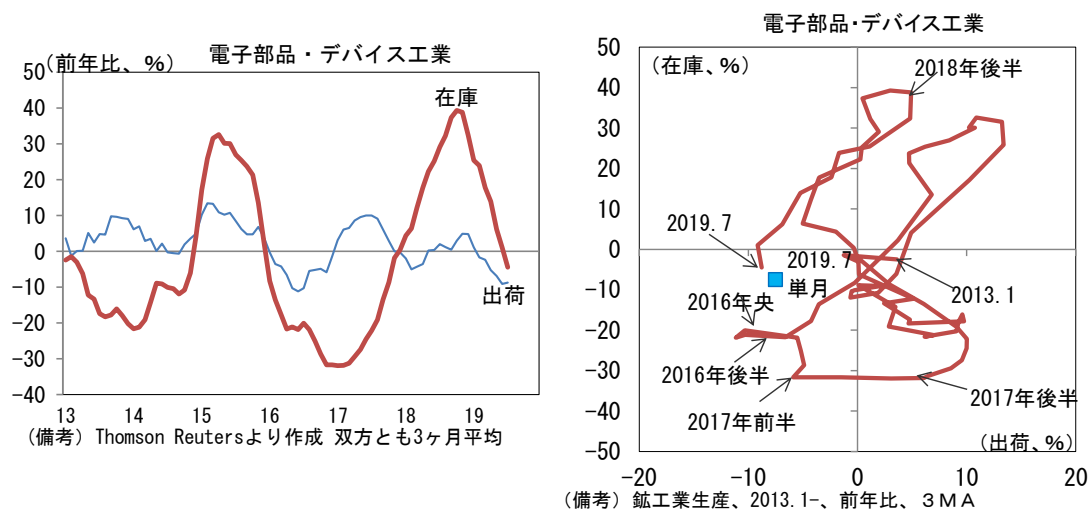 電子部品・デバイス工業
(前年比、%)
50
40
30
20
10
0
-10
-20
-30
-40
在庫
出荷
13 14 15 16 17 18 19
(備考) Thomson Reutersより作成 双方とも3ヶ月平均
電子部品・デバイス工業
(在庫、%)
50
40
30
20
10
0
-10
-20
-30
-40
-50
2018年後半
2019.7
2019.7
単月
2013.1
2016年央
2016年後半
2017年前半
2017年後半
(出荷、%)
-20 -10 0 10 20
(備考) 鉱工業生産、2013.1-、前年比、3MA